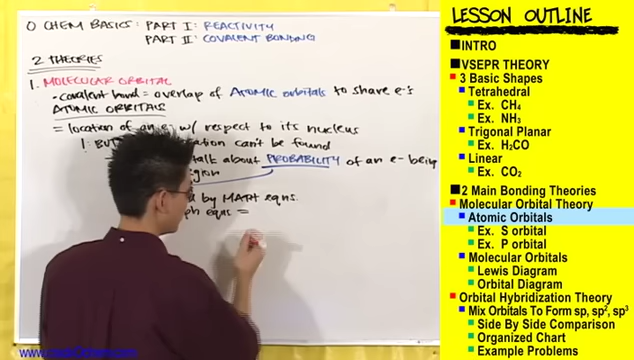 O CHEM BASICS: PART I: REACTIVITY
PART II: COVALENT BONDING
2 THEORIES
1. MOLECULAR ORBITAL
- covalent bond = overlap of ATOMIC orbitals to share e-'s
ATOMIC ORBITALS
= location of an e- w/ respect to its nucleus
1. BUT can't be found
talk about PROBABILITY of an e- being
region
by MATH eqns.
eqns =
LESSON OUTLINE
INTRO
VSEPR THEORY
3 Basic Shapes
Tetrahedral
Ex. CH4
Ex. NH3
Trigonal Planar
Ex. H2CO
Linear
Ex. CO2
2 Main Bonding Theories
Molecular Orbital Theory
Atomic Orbitals
Ex. S orbital
Ex. P orbital
Molecular Orbitals
Lewis Diagram
Orbital Diagram
Orbital Hybridization Theory
Mix Orbitals To Form sp, sp2, sp3
Side By Side Comparison
Organized Chart
Example Problems